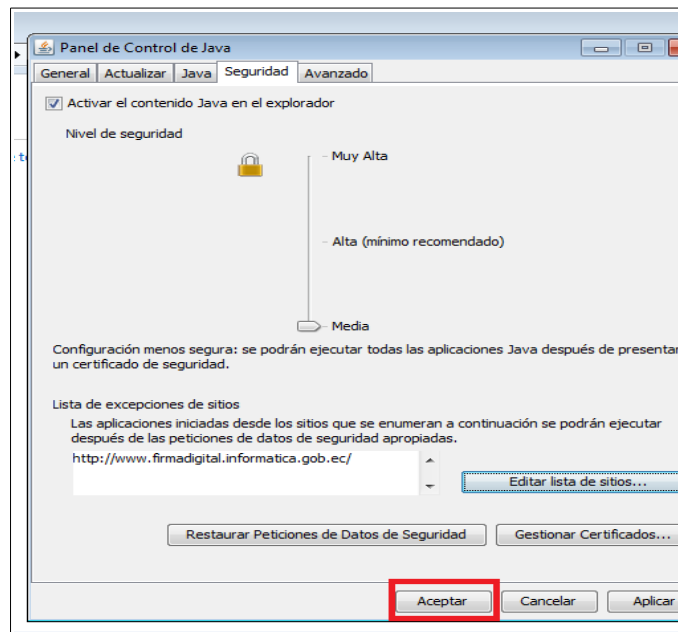 Panel de Control de Java
General Actualizar Java Seguridad Avanzado
Activar el contenido Java en el explorador
Nivel de seguridad
Muy Alta
Alta (mínimo recomendado)
Media
Configuración menos segura: se podrán ejecutar todas las aplicaciones Java después de presentar
un certificado de seguridad.
Lista de excepciones de sitios
Las aplicaciones iniciadas desde los sitios que se enumeran a continuación se podrán ejecutar
después de las peticiones de datos de seguridad apropiadas.
http://www.firmadigital.informatica.gob.ec/
Editar lista de sitios...
Restaurar Peticiones de Datos de Seguridad Gestionar Certificados...
Aceptar Cancelar Aplicar